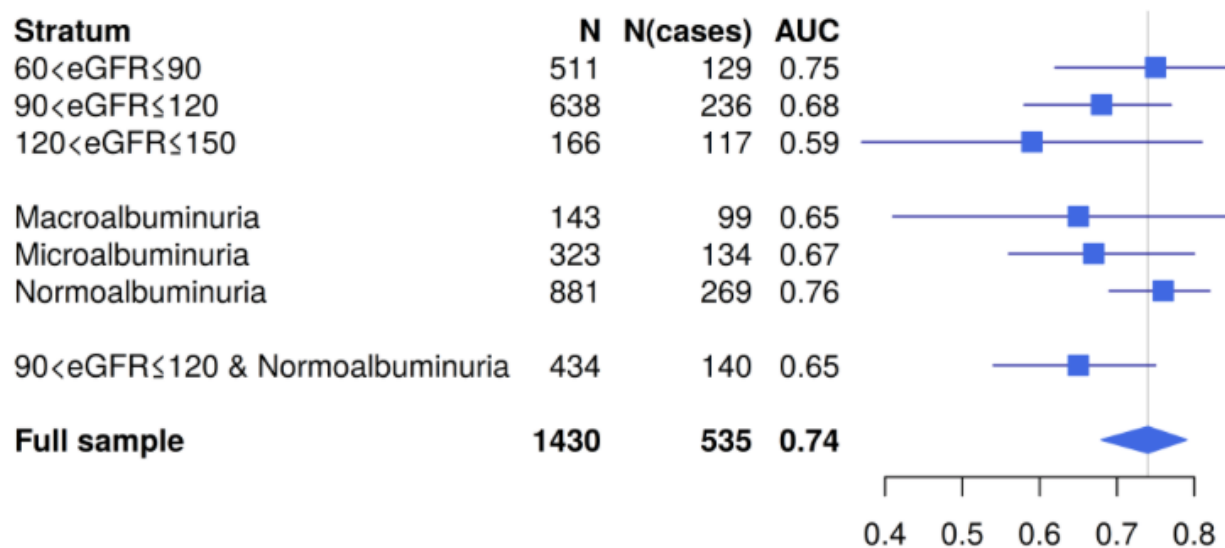 Stratum N N(cases) AUC
60<eGFR≤90 511 129 0.75
90<eGFR≤120 638 236 0.68
120<eGFR≤150 166 117 0.59
Macroalbuminuria 143 99 0.65
Microalbuminuria 323 134 0.67
Normoalbuminuria 881 269 0.76
90<eGFR≤120 & Normoalbuminuria 434 140 0.65
Full sample 1430 535 0.74
0.4 0.5 0.6 0.7 0.8